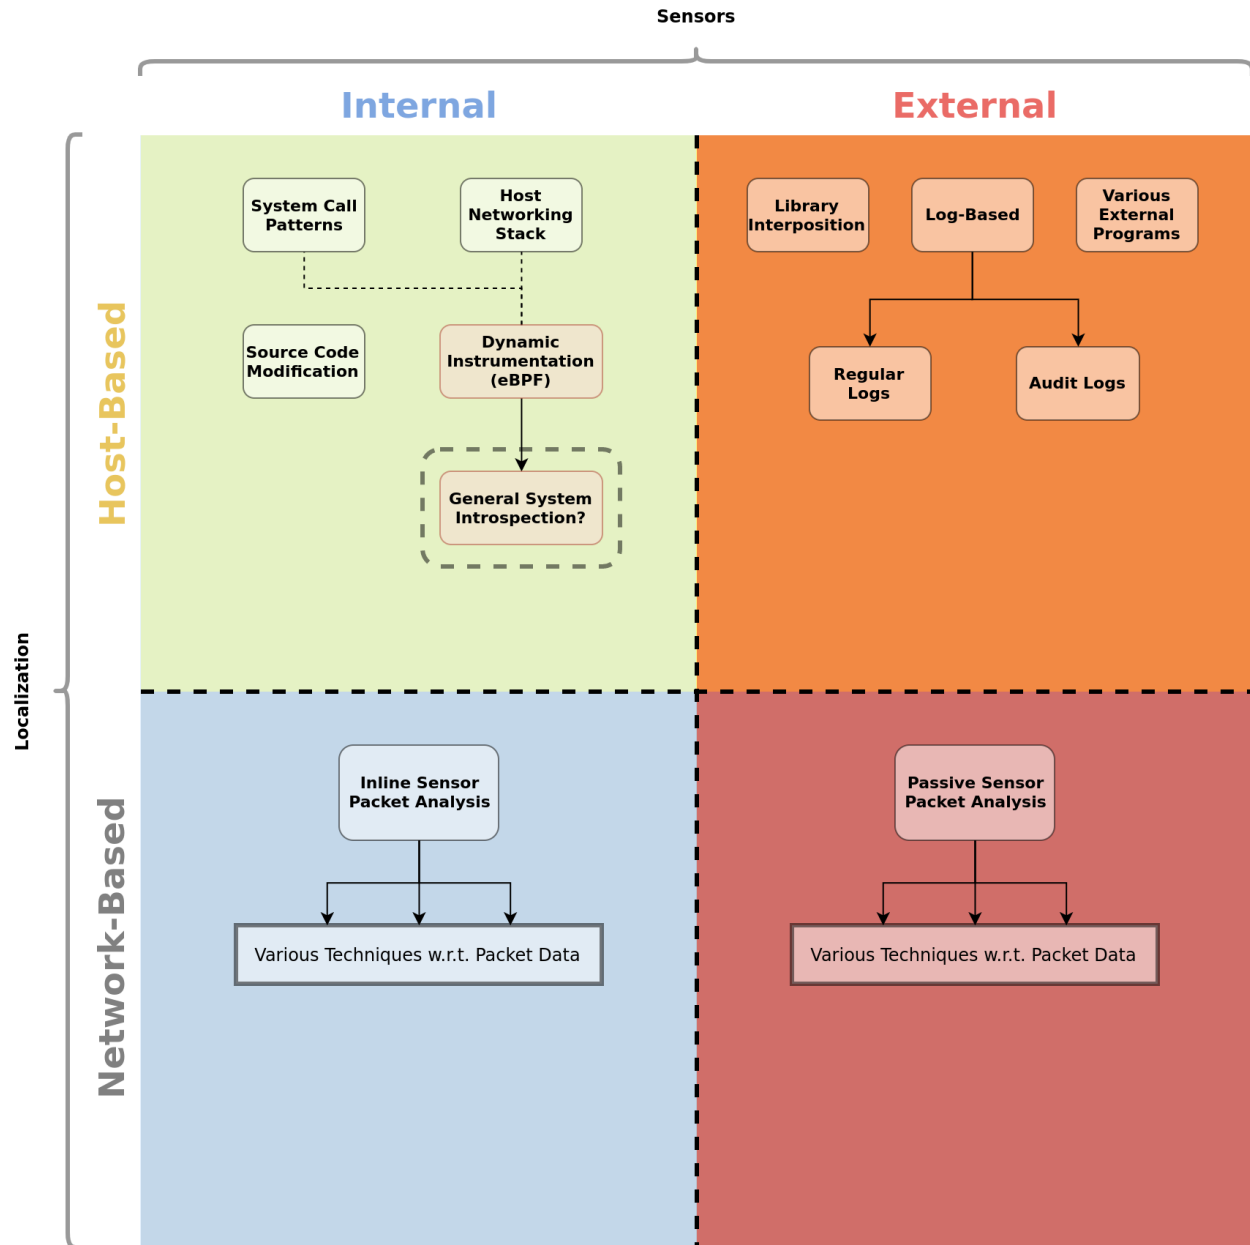 Sensors
Internal
External
Localization
Host-Based
System Call
Patterns
Host
Networking
Stack
Source Code
Modification
Dynamic
Instrumentation
(eBPF)
General System
Introspection?
Library
Interposition
Log-Based
Various
External
Programs
Regular
Logs
Audit Logs
Network-Based
Inline Sensor
Packet Analysis
Various Techniques w.r.t. Packet Data
Passive Sensor
Packet Analysis
Various Techniques w.r.t. Packet Data